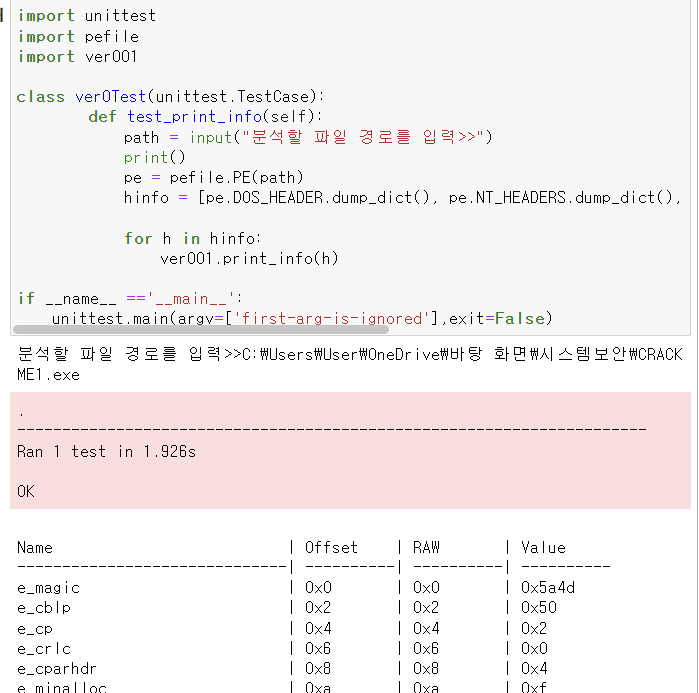 import unittest
import pefile
import ver001
class ver0Test(unittest.TestCase):
def test_print_info(self):
path = input("분석할 파일 경로를 입력>>")
print()
pe = pefile.PE(path)
hinfo = [pe.DOS_HEADER.dump_dict(), pe.NT_HEADERS.dump_dict(),
for h in hinfo:
ver001.print_info(h)
if __name__ =='__main__':
unittest.main(argv=['first-arg-is-ignored'],exit=False)
분석할 파일 경로를 입력>>C:₩Users₩User₩OneDrive₩바탕 화면₩시스템보안₩CRACK
ME1.exe
.
----------------------------------------------------------------------
Ran 1 test in 1.926s
OK
Name | Offset | RAW | Value
------------------------------| ----------| ----------| ----------
e_magic | 0x0 | 0x0 | 0x5a4d
e_cblp | 0x2 | 0x2 | 0x50
e_cp | 0x4 | 0x4 | 0x2
e_crlc | 0x6 | 0x6 | 0x0
e_cparhdr | 0x8 | 0x8 | 0x4
e_minalloc | 0xa | 0xa | 0xf